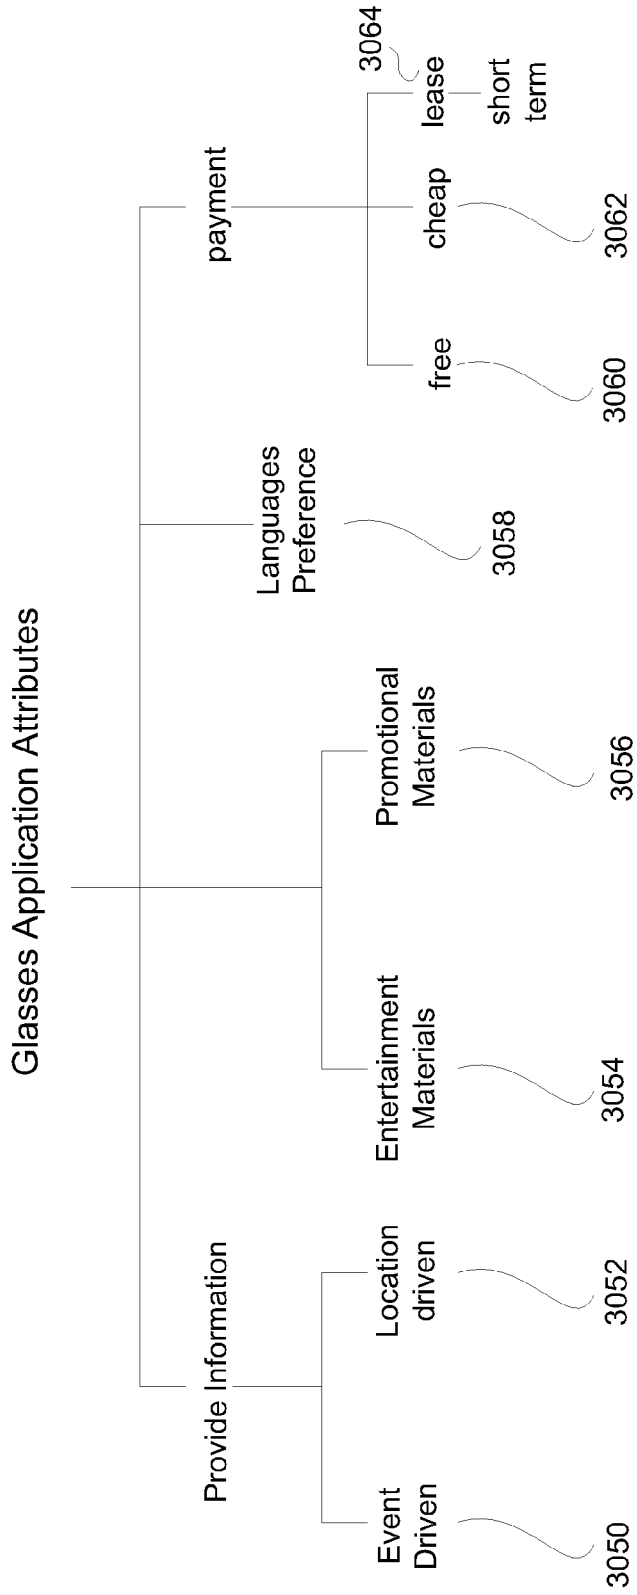 Glasses Application Attributes
Provide Information
payment
Event
Driven
Location
driven
Entertainment
Materials
Promotional
Materials
Languages
Preference
free
cheap
lease
short
term
3050
3052
3054
3056
3058
3060
3062
3064